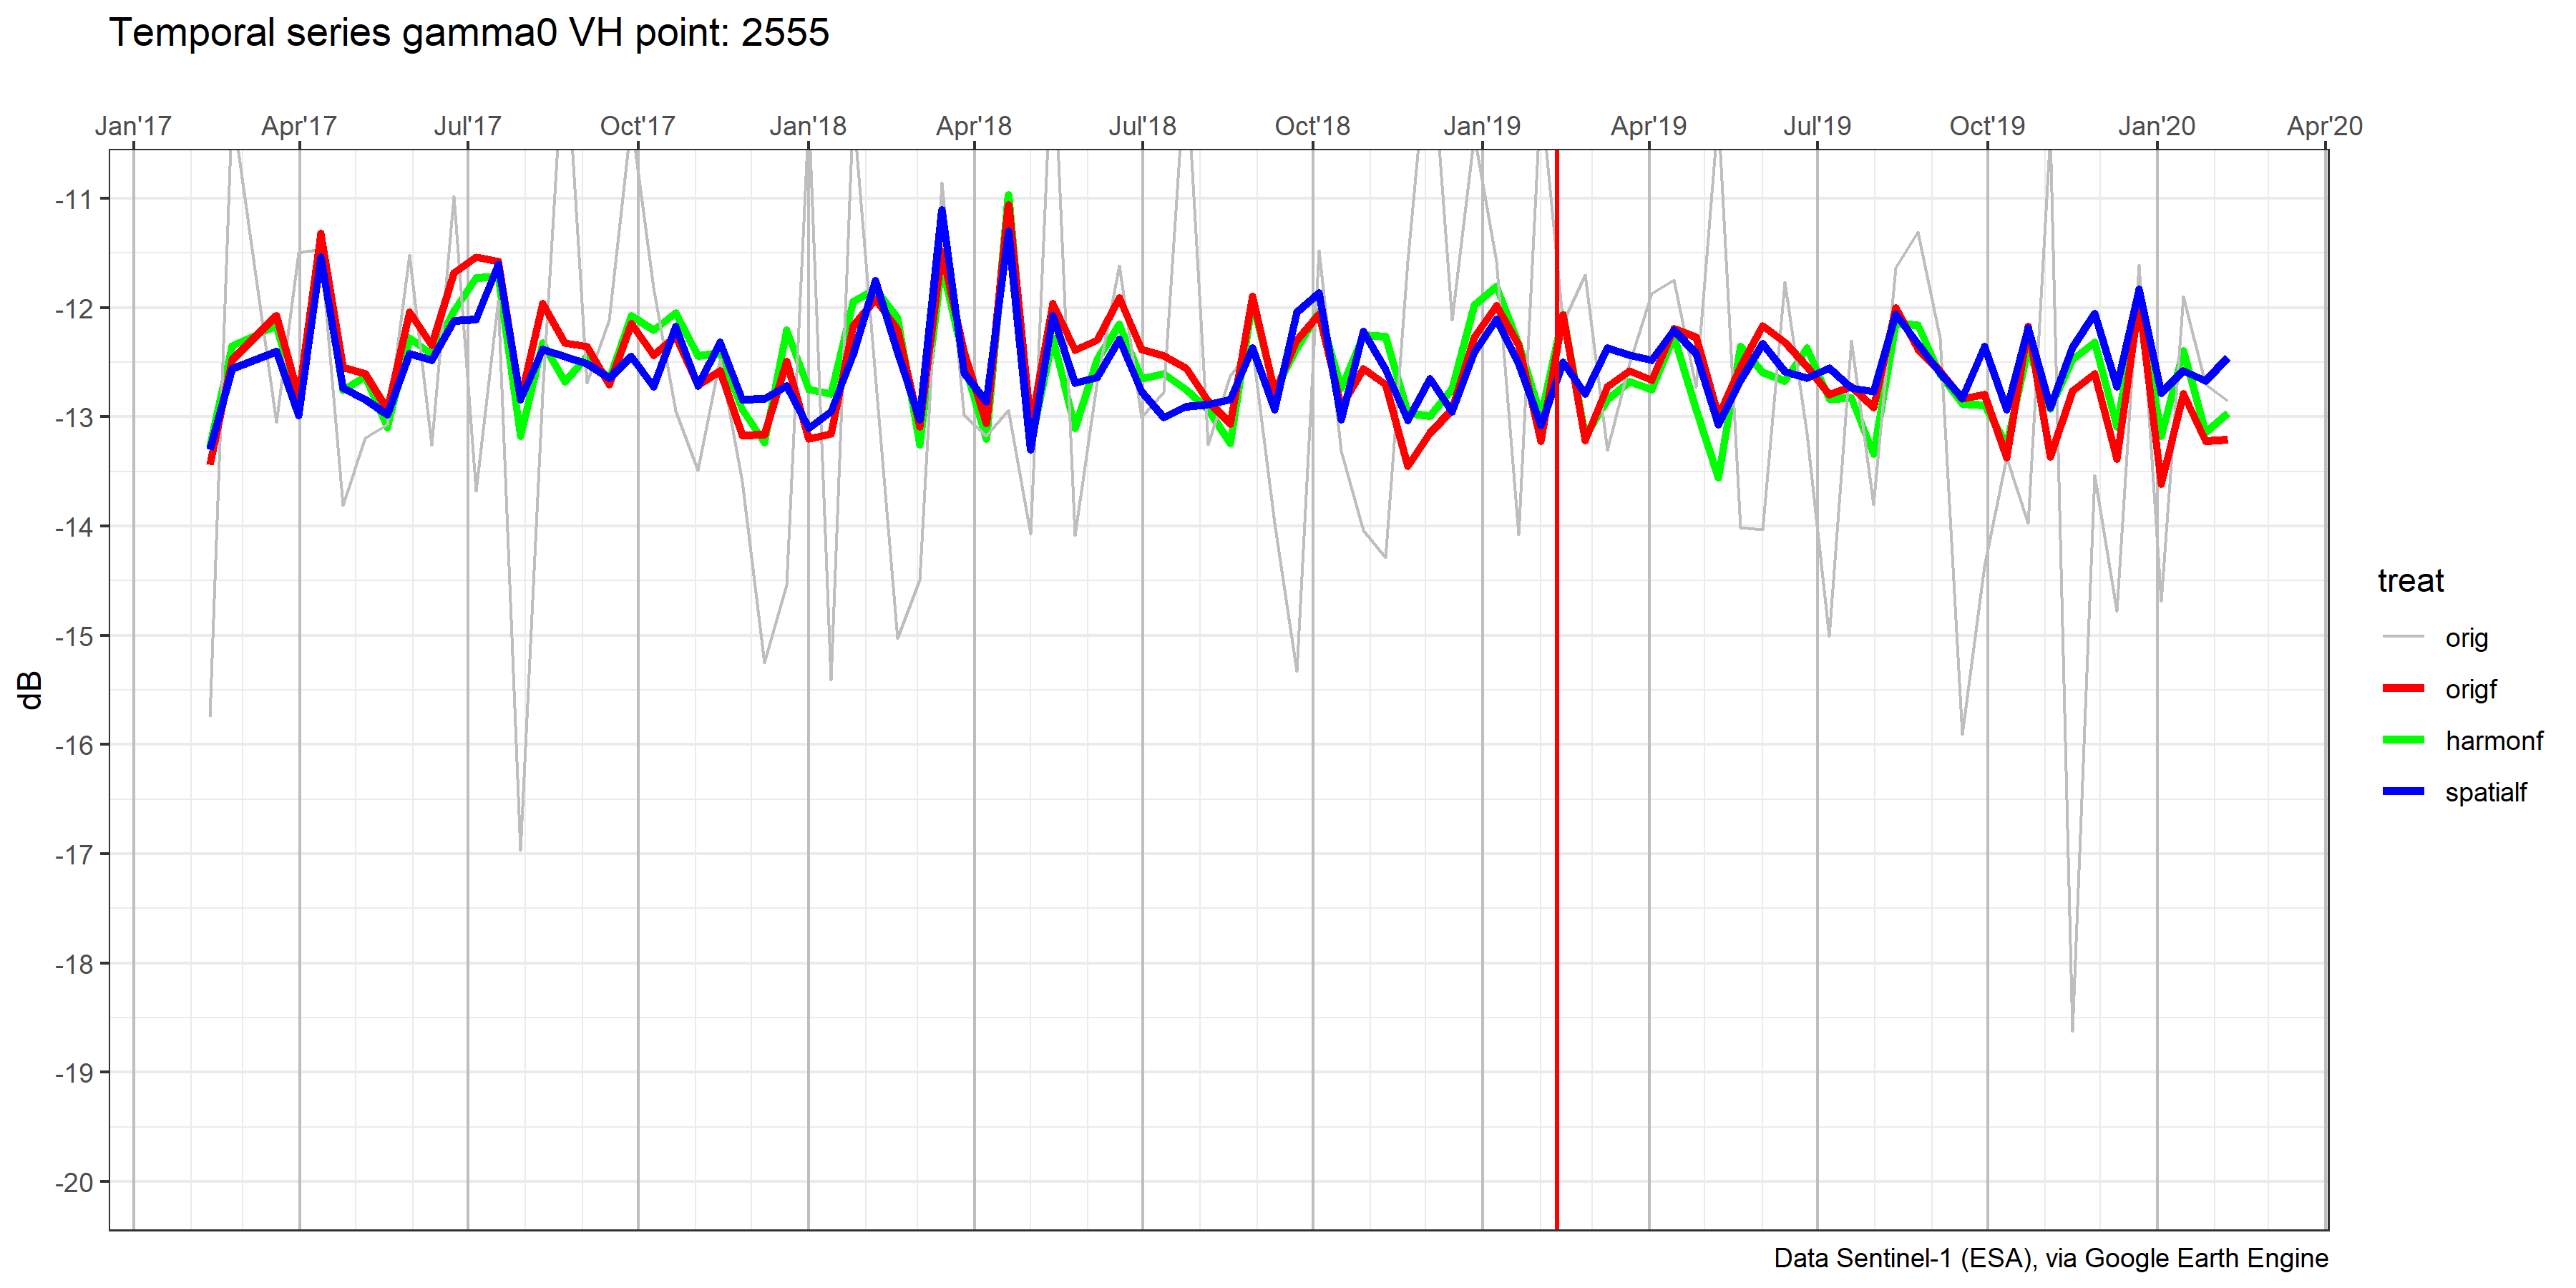 Temporal series gamma0 VH point: 2555
Jan'17 Apr'17 Jul'17 Oct'17 Jan'18 Apr'18 Jul'18 Oct'18 Jan'19 Apr'19 Jul'19 Oct'19 Jan'20 Apr'20
-11
-12
-13
-14
-15
-16
-17
-18
-19
-20
dB
treat
orig
origf
harmonf
spatialf
Data Sentinel-1 (ESA), via Google Earth Engine